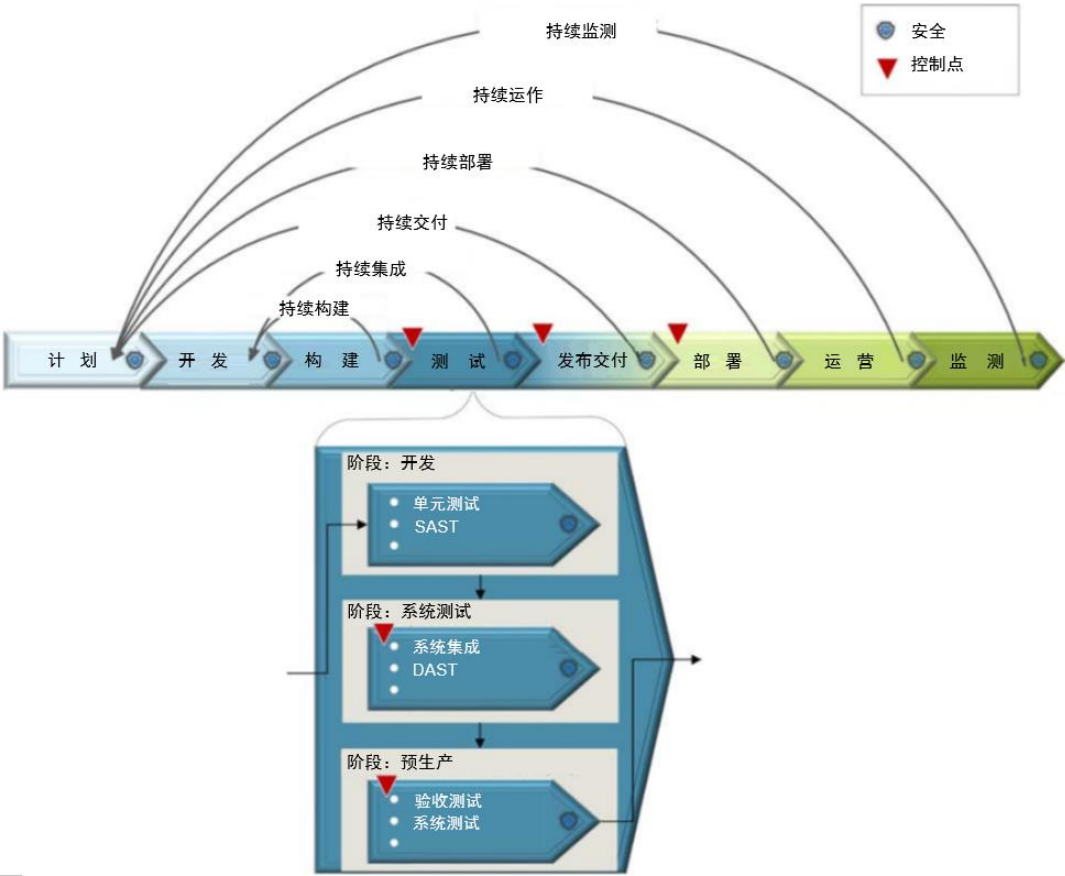 持续监测
安全
控制点
持续运作
持续部署
持续交付
持续集成
持续构建
计 划
开 发
构 建
测 试
发布交付
部 署
运 营
监 测
阶段：开发
单元测试
SAST
阶段：系统测试
系统集成
DAST
阶段：预生产
验收测试
系统测试